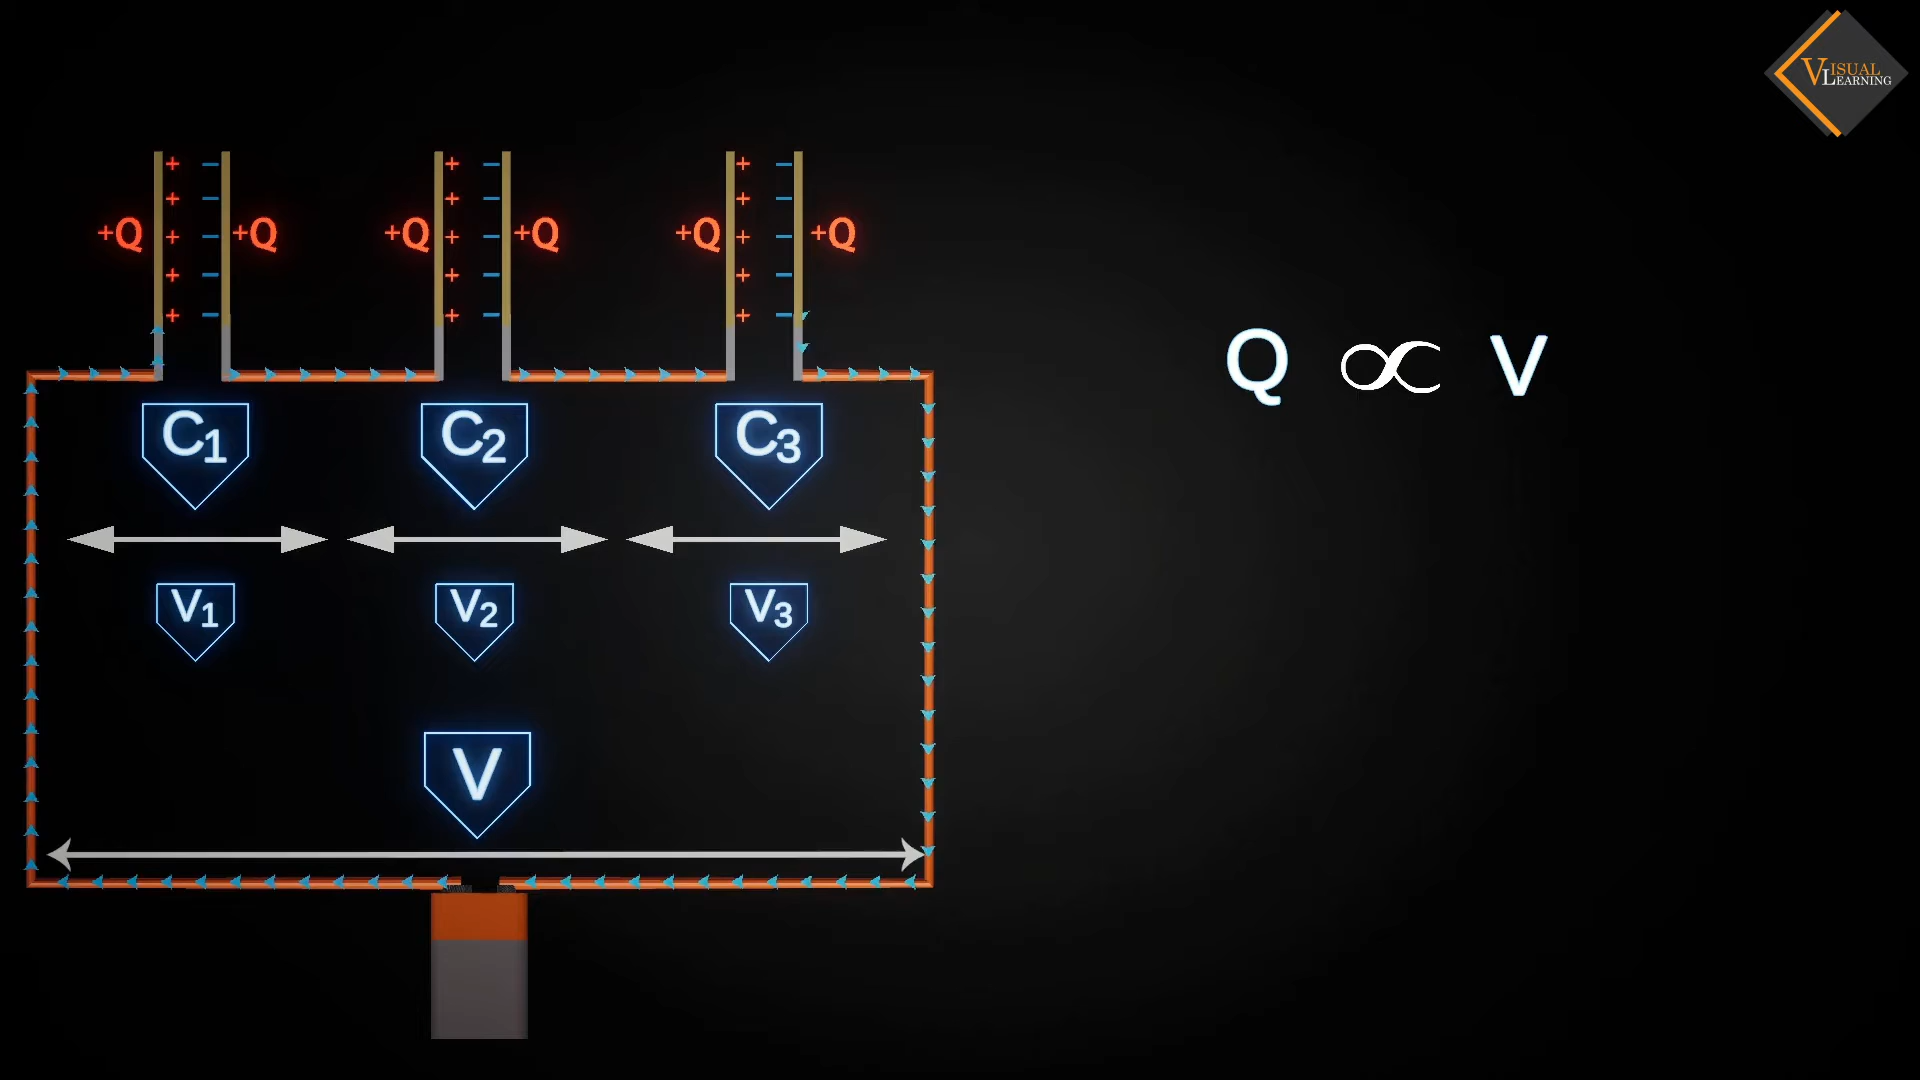 VISUAL
LEARNING
+ − + − + −
+ − + − + −
+Q + − +Q +Q + − +Q +Q + − +Q
+ − + − + −
+ − + − + −
Q ∝ V
C1 C2 C3
V1 V2 V3
V